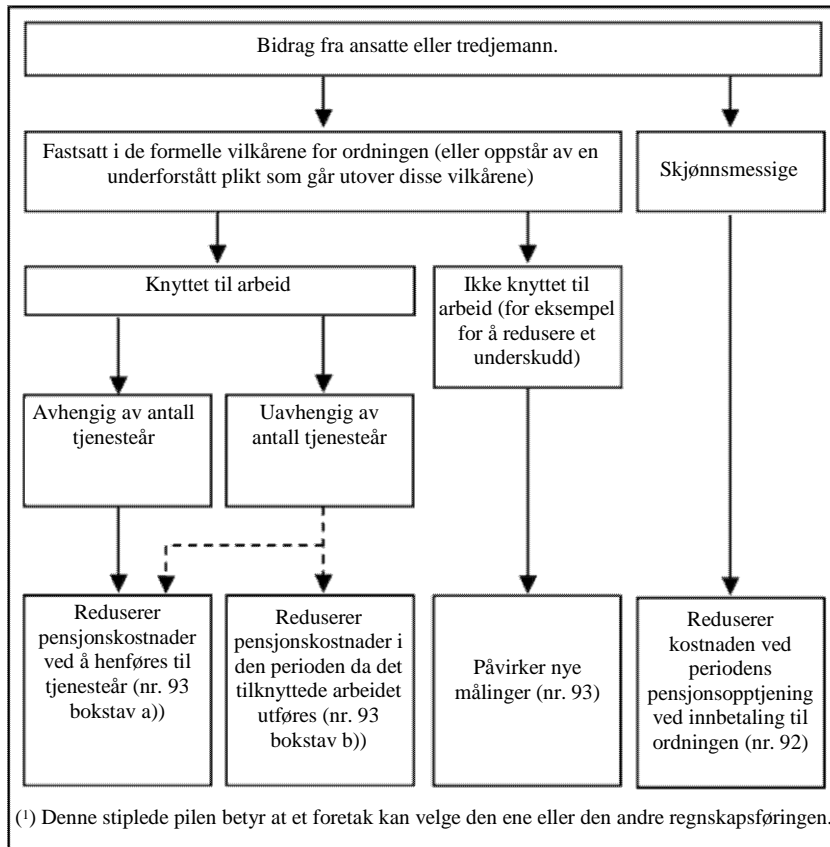 Bidrag fra ansatte eller tredjemann.
Fastsatt i de formelle vilkårene for ordningen (eller oppstår av en
underforstått plikt som går utover disse vilkårene)
Skjønnsmessige
Knyttet til arbeid
Ikke knyttet til
arbeid (for eksempel
for å redusere et
underskudd)
Avhengig av antall
tjenesteår
Uavhengig av
antall tjenesteår
Reduserer
pensjonskostnader
ved å henføres til
tjenesteår (nr. 93
bokstav a))
Reduserer
pensjonskostnader i
den perioden da det
tilknyttede arbeidet
utføres (nr. 93
bokstav b))
Påvirker nye
målinger (nr. 93)
Reduserer
kostnaden ved
periodens
pensjonsopptjening
ved innbetaling til
ordningen (nr. 92)
(¹) Denne stiplede pilen betyr at et foretak kan velge den ene eller den andre regnskapsføringen.